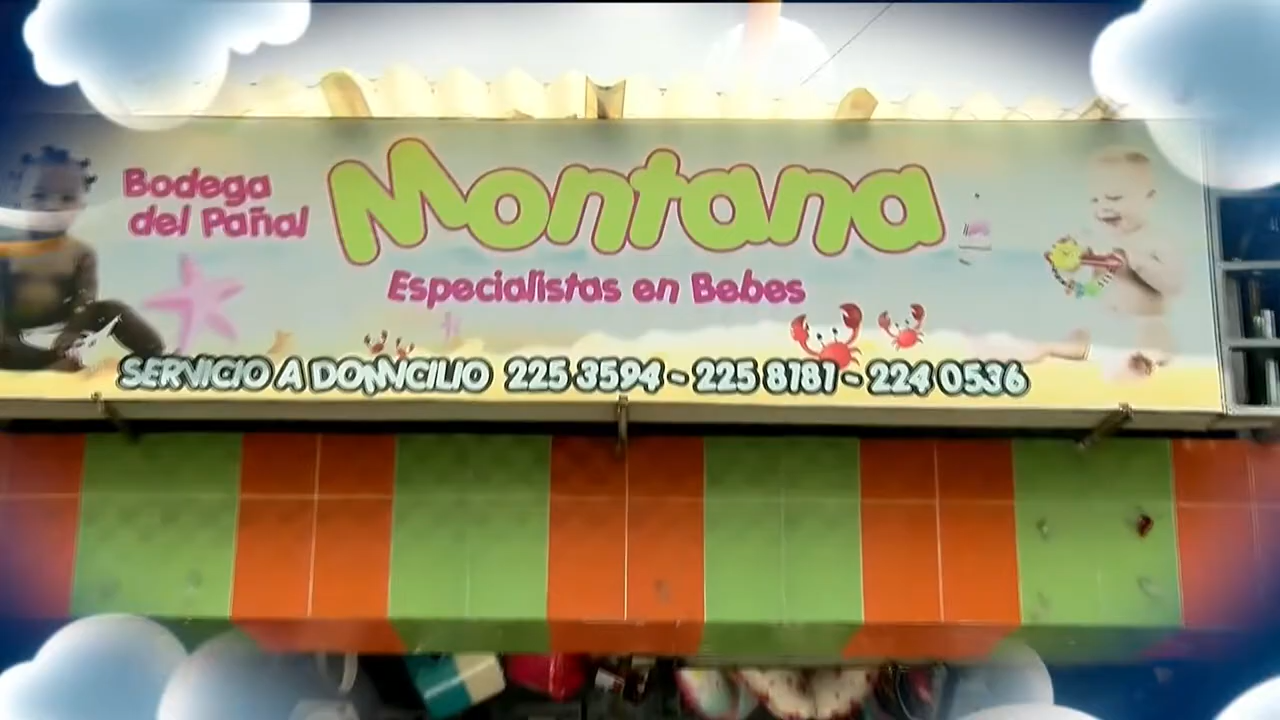 Bodega
del Pañal
Montana
Especialistas en Bebes
SERVICIO A DOMICILIO 225 3594 - 225 8181 - 224 0536